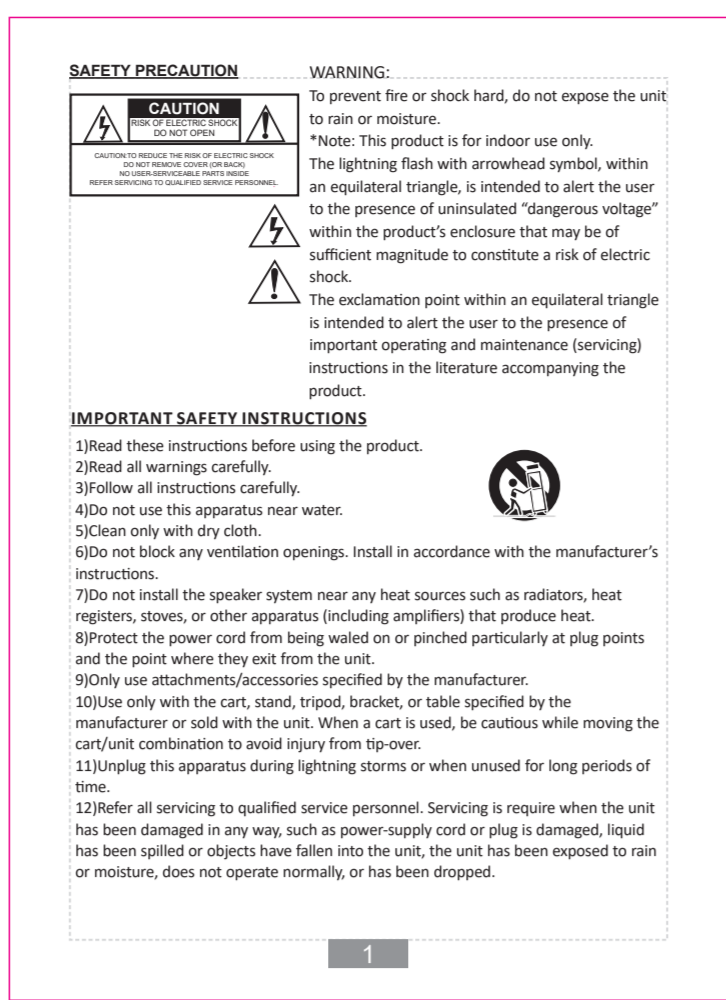 SAFETY PRECAUTION
CAUTION
RISK OF ELECTRIC SHOCK
DO NOT OPEN
CAUTION:TO REDUCE THE RISK OF ELECTRIC SHOCK
DO NOT REMOVE COVER (OR BACK)
NO USER-SERVICEABLE PARTS INSIDE
REFER SERVICING TO QUALIFIED SERVICE PERSONNEL.
WARNING:
To prevent fire or shock hard, do not expose the unit
to rain or moisture.
*Note: This product is for indoor use only.
The lightning flash with arrowhead symbol, within
an equilateral triangle, is intended to alert the user
to the presence of uninsulated “dangerous voltage”
within the product’s enclosure that may be of
sufficient magnitude to constitute a risk of electric
shock.
The exclamation point within an equilateral triangle
is intended to alert the user to the presence of
important operating and maintenance (servicing)
instructions in the literature accompanying the
product.
IMPORTANT SAFETY INSTRUCTIONS
1)Read these instructions before using the product.
2)Read all warnings carefully.
3)Follow all instructions carefully.
4)Do not use this apparatus near water.
5)Clean only with dry cloth.
6)Do not block any ventilation openings. Install in accordance with the manufacturer’s
instructions.
7)Do not install the speaker system near any heat sources such as radiators, heat
registers, stoves, or other apparatus (including amplifiers) that produce heat.
8)Protect the power cord from being waled on or pinched particularly at plug points
and the point where they exit from the unit.
9)Only use attachments/accessories specified by the manufacturer.
10)Use only with the cart, stand, tripod, bracket, or table specified by the
manufacturer or sold with the unit. When a cart is used, be cautious while moving the
cart/unit combination to avoid injury from tip-over.
11)Unplug this apparatus during lightning storms or when unused for long periods of
time.
12)Refer all servicing to qualified service personnel. Servicing is require when the unit
has been damaged in any way, such as power-supply cord or plug is damaged, liquid
has been spilled or objects have fallen into the unit, the unit has been exposed to rain
or moisture, does not operate normally, or has been dropped.
1